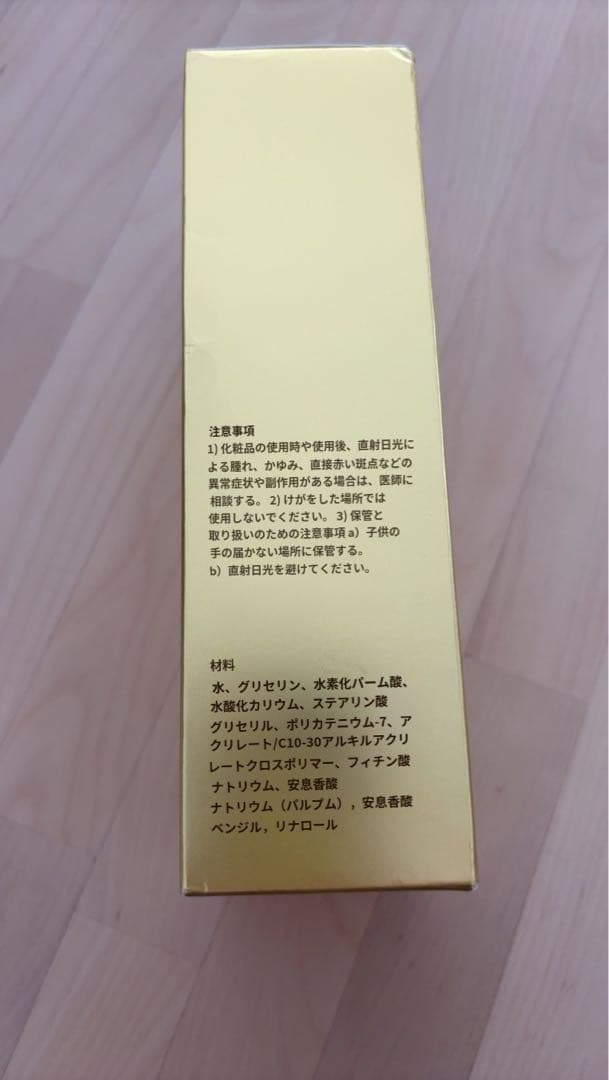 注意事項
1) 化粧品の使用時や使用後、直射日光に
よる腫れ、かゆみ、直接赤い斑点などの
異常症状や副作用がある場合は、医師に
相談する。 2) けがをした場所では
使用しないでください。 3) 保管と
取り扱いのための注意事項 a）子供の
手の届かない場所に保管する。
b）直射日光を避けてください。
材料
水、グリセリン、水素化パーム酸、
水酸化カリウム、ステアリン酸
グリセリル、ポリカテニウム-7、ア
クリレート/C10-30アルキルアクリ
レートクロスポリマー、フィチン酸
ナトリウム、安息香酸
ナトリウム（パルプム）, 安息香酸
ベンジル, リナロール